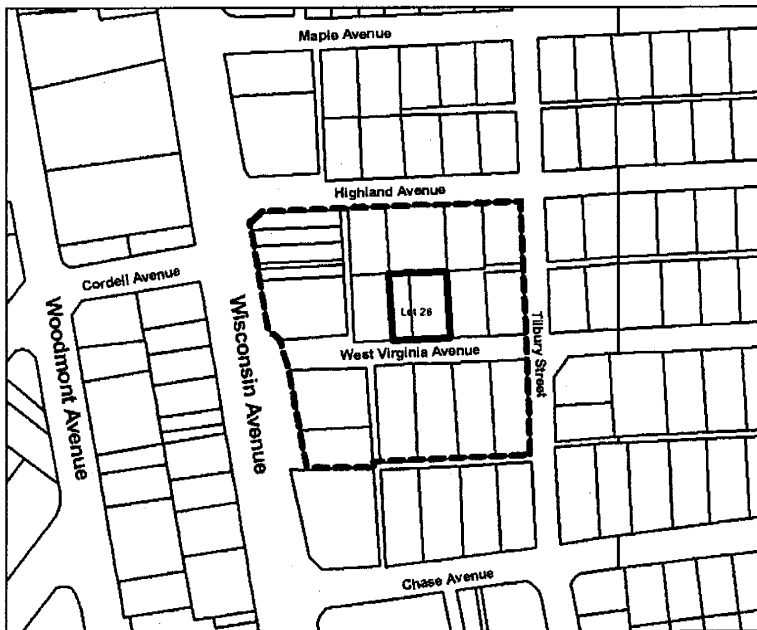 Maple Avenue
Highland Avenue
Cordell Avenue
Lot 26
West Virginia Avenue
Tilbury Street
Woodmont Avenue
Wisconsin Avenue
Chase Avenue